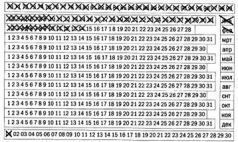 16 17 18 19 20 21 22 23 24 25 26 27 28 фев
1 2 3 4 5 6 7 8 9 10 11 12 13 14 15 16 17 18 19 20 21 22 23 24 25 26 27 28 29 30 31 мрт
1 2 3 4 5 6 7 8 9 10 11 12 13 14 15 16 17 18 19 20 21 22 23 24 25 26 27 28 29 30 апр
1 2 3 4 5 6 7 8 9 10 11 12 13 14 15 16 17 18 19 20 21 22 23 24 25 26 27 28 29 30 31 май
1 2 3 4 5 6 7 8 9 10 11 12 13 14 15 16 17 18 19 20 21 22 23 24 25 26 27 28 29 30 июн
1 2 3 4 5 6 7 8 9 10 11 12 13 14 15 16 17 18 19 20 21 22 23 24 25 26 27 28 29 30 31 июл
1 2 3 4 5 6 7 8 9 10 11 12 13 14 15 16 17 18 19 20 21 22 23 24 25 26 27 28 29 30 31 авг
1 2 3 4 5 6 7 8 9 10 11 12 13 14 15 16 17 18 19 20 21 22 23 24 25 26 27 28 29 30 снт
1 2 3 4 5 6 7 8 9 10 11 12 13 14 15 16 17 18 19 20 21 22 23 24 25 26 27 28 29 30 31 окт
1 2 3 4 5 6 7 8 9 10 11 12 13 14 15 16 17 18 19 20 21 22 23 24 25 26 27 28 29 30 ноя
1 2 3 4 5 6 7 8 9 10 11 12 13 14 15 16 17 18 19 20 21 22 23 24 25 26 27 28 29 30 31 дек
02 03 04 05 06 07 08 09 10 11 12 13 14 15 16 17 18 19 20 21 22 23 24 25 26 27 28 29 30